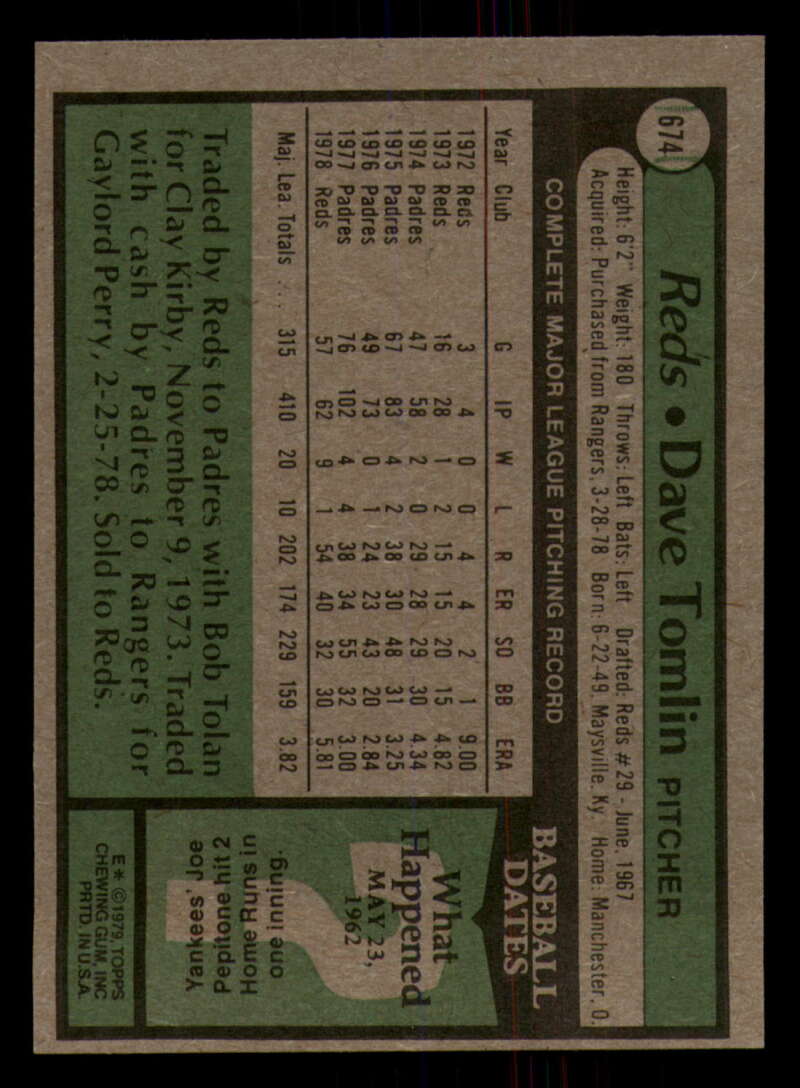 674
Reds • Dave Tomlin PITCHER
Height: 6'2" Weight: 180 Throws: Left Bats: Left Drafted: Reds #29 - June, 1967
Acquired: Purchased from Rangers, 3-28-78 Born: 6-22-49, Maysville, Ky Home: Manchester, O.
COMPLETE MAJOR LEAGUE PITCHING RECORD
Year Club G IP W L R ER SO BB ERA
1972 Reds 3 4 0 0 4 4 2 1 9.00
1973 Reds 16 28 1 2 15 15 20 15 4.82
1974 Padres 47 58 2 0 29 28 29 30 4.34
1975 Padres 67 83 4 2 38 30 48 31 3.25
1976 Padres 49 73 0 1 24 23 43 20 2.84
1977 Padres 76 102 4 4 38 34 55 32 3.00
1978 Reds 57 62 9 1 54 40 32 30 5.81
Maj. Lea. Totals .... 315 410 20 10 202 174 229 159 3.82
Traded by Reds to Padres with Bob Tolan
for Clay Kirby, November 9, 1973. Traded
with cash by Padres to Rangers for
Gaylord Perry, 2-25-78. Sold to Reds.
BASEBALL
DATES
What
Happened
MAY 23,
1962
?
Yankees' Joe
Pepitone hit 2
Home Runs in
one inning.
E* © 1979, TOPPS
CHEWING GUM, INC
PRTD. IN U.S.A.